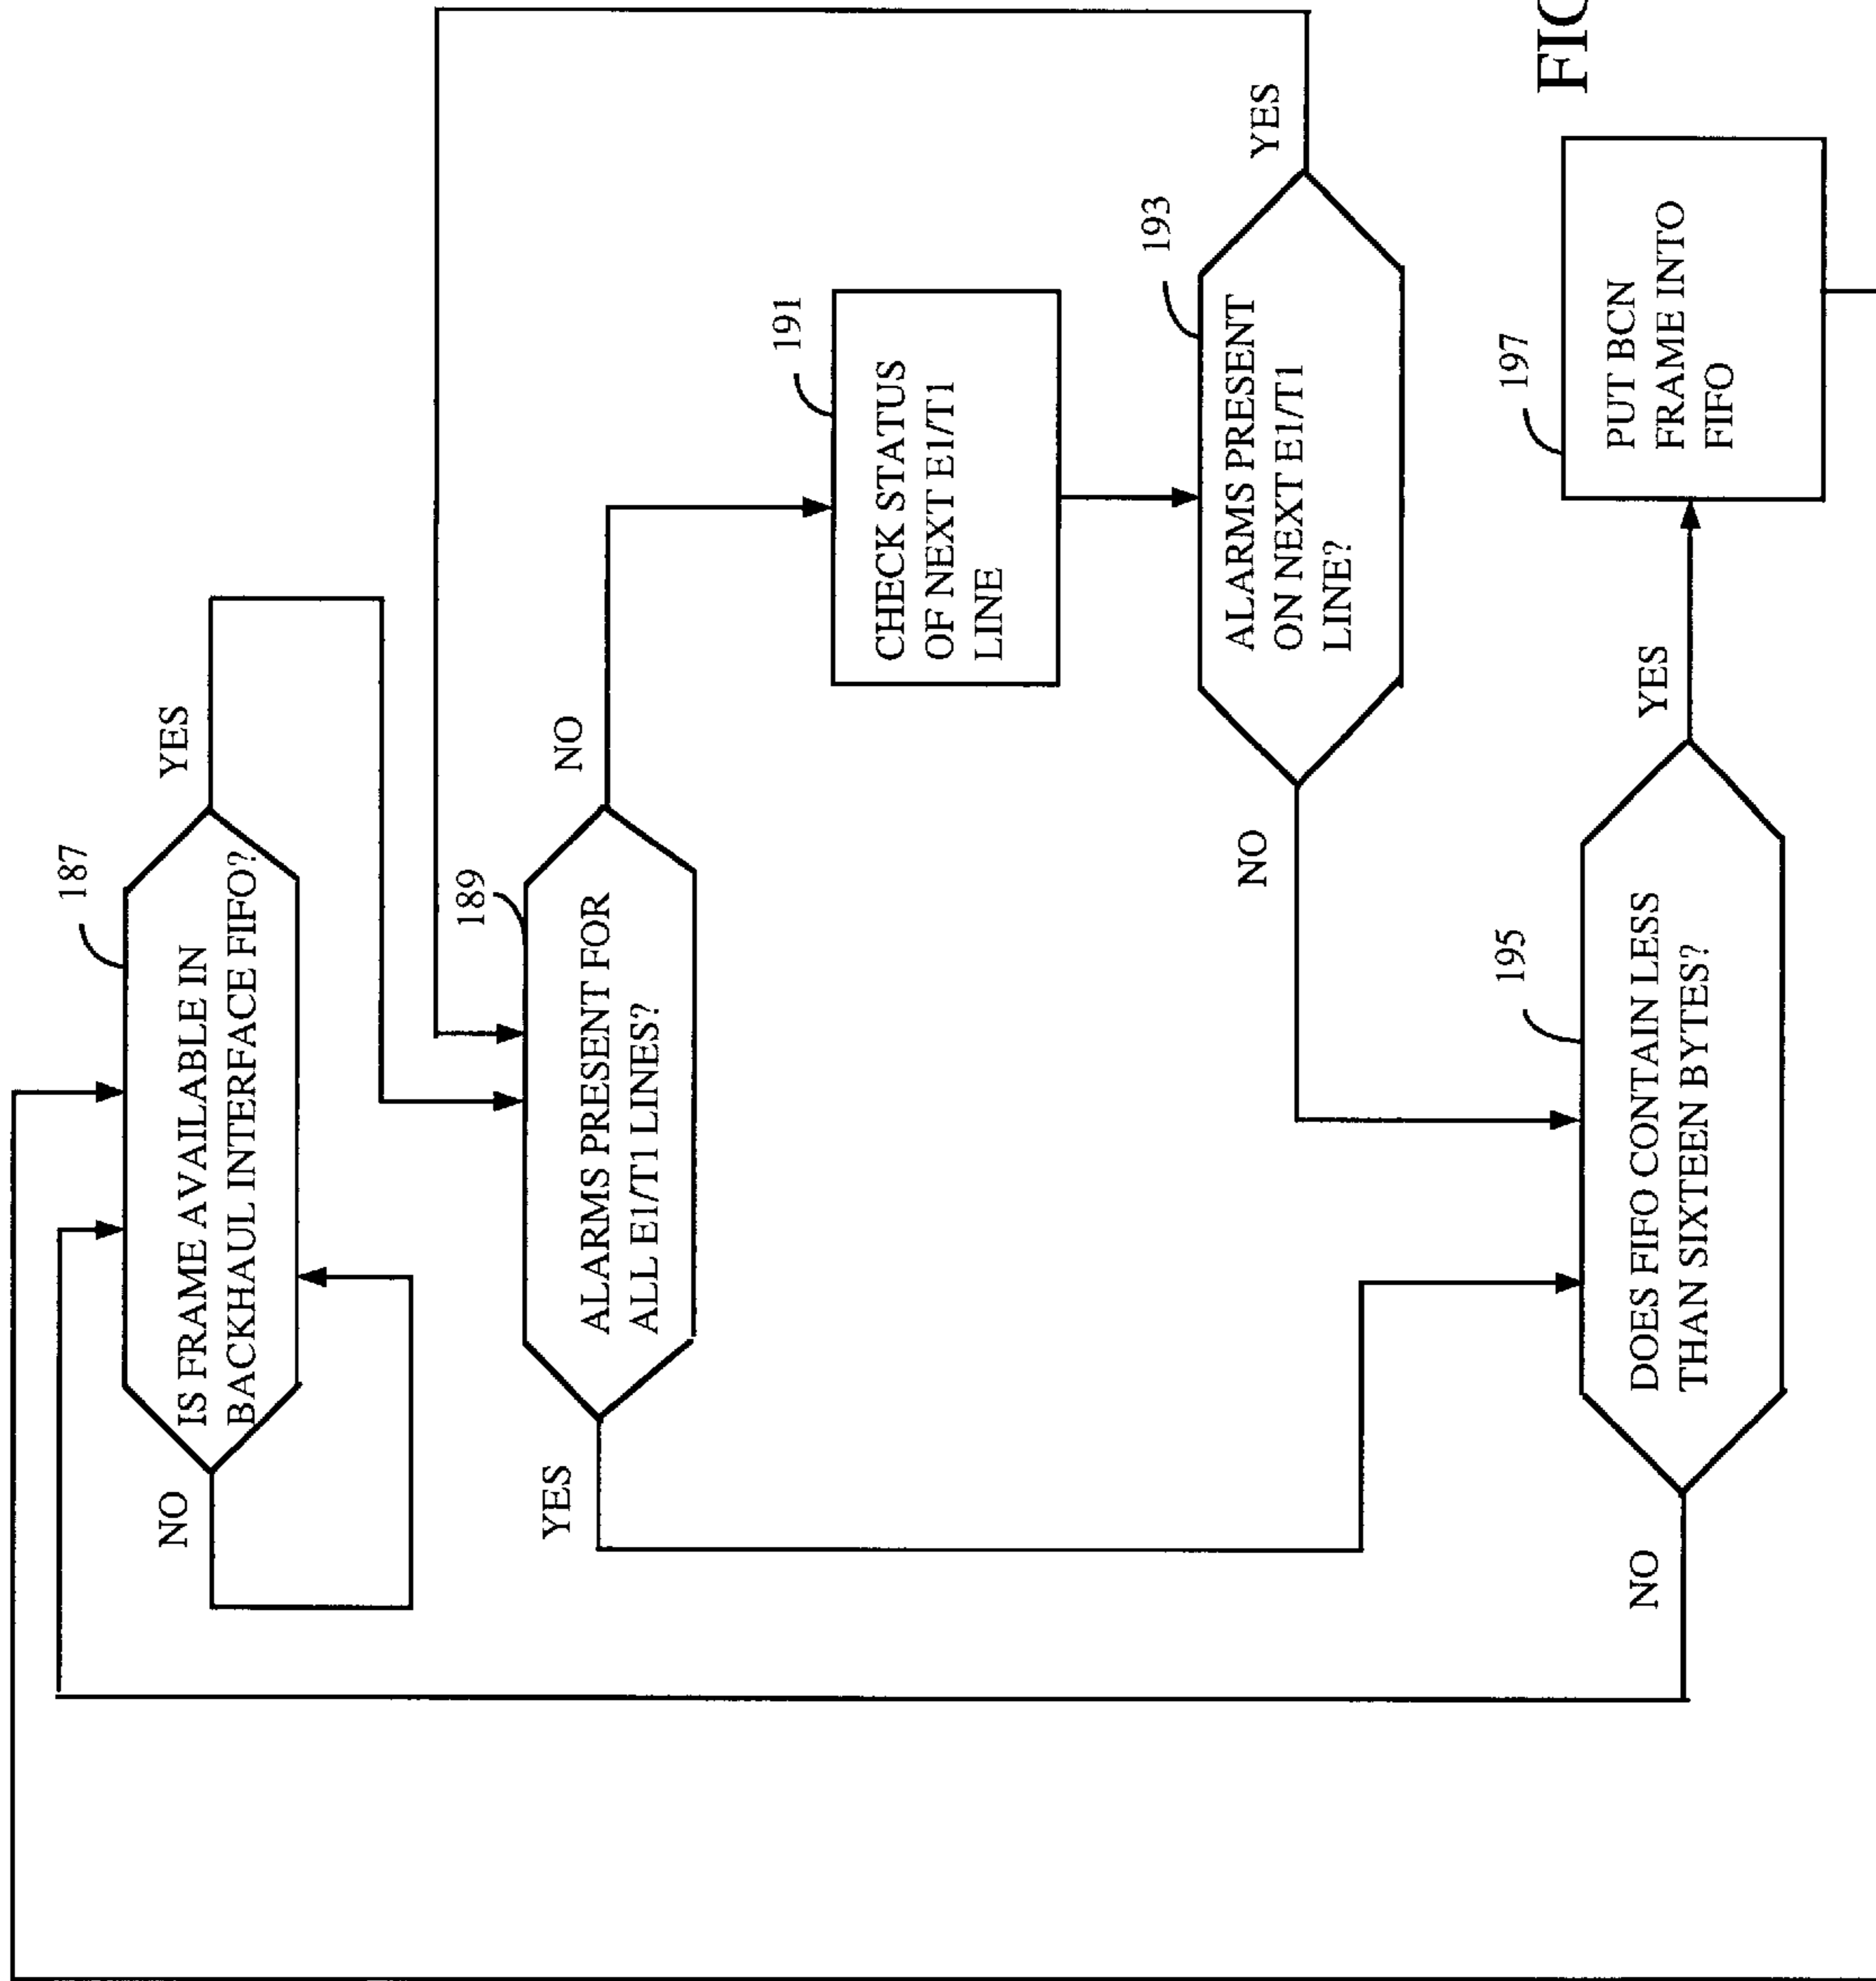 187
IS FRAME AVAILABLE IN
BACKHAUL INTERFACE FIFO?
NO
YES
189
ALARMS PRESENT FOR
ALL E1/T1 LINES?
YES
NO
191
CHECK STATUS
OF NEXT E1/T1
LINE
193
ALARMS PRESENT
ON NEXT E1/T1
LINE?
NO
YES
195
DOES FIFO CONTAIN LESS
THAN SIXTEEN BYTES?
NO
YES
197
PUT BCN
FRAME INTO
FIFO